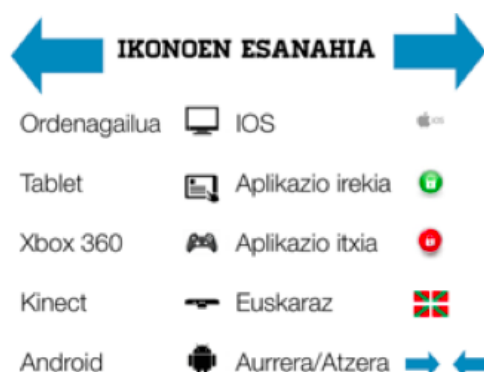 IKONOEN ESANAHIA
Ordenagailua IOS
Tablet Aplikazio irekia
Xbox 360 Aplikazio itxia
Kinect Euskaraz
Android Aurrera/Atzera